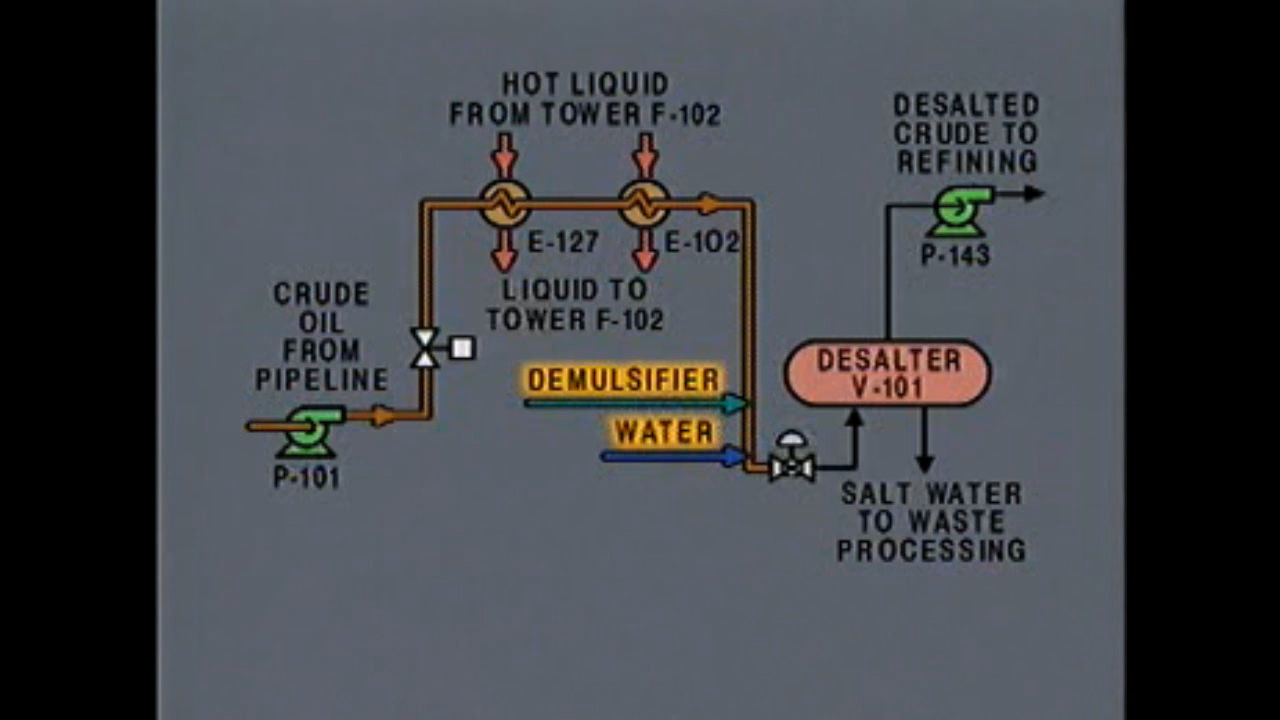 HOT LIQUID
FROM TOWER F-102
E-127
E-102
LIQUID TO
TOWER F-102
CRUDE
OIL
FROM
PIPELINE
P-101
DEMULSIFIER
WATER
DESALTED
CRUDE TO
REFINING
P-143
DESALTER
V-101
SALT WATER
TO WASTE
PROCESSING